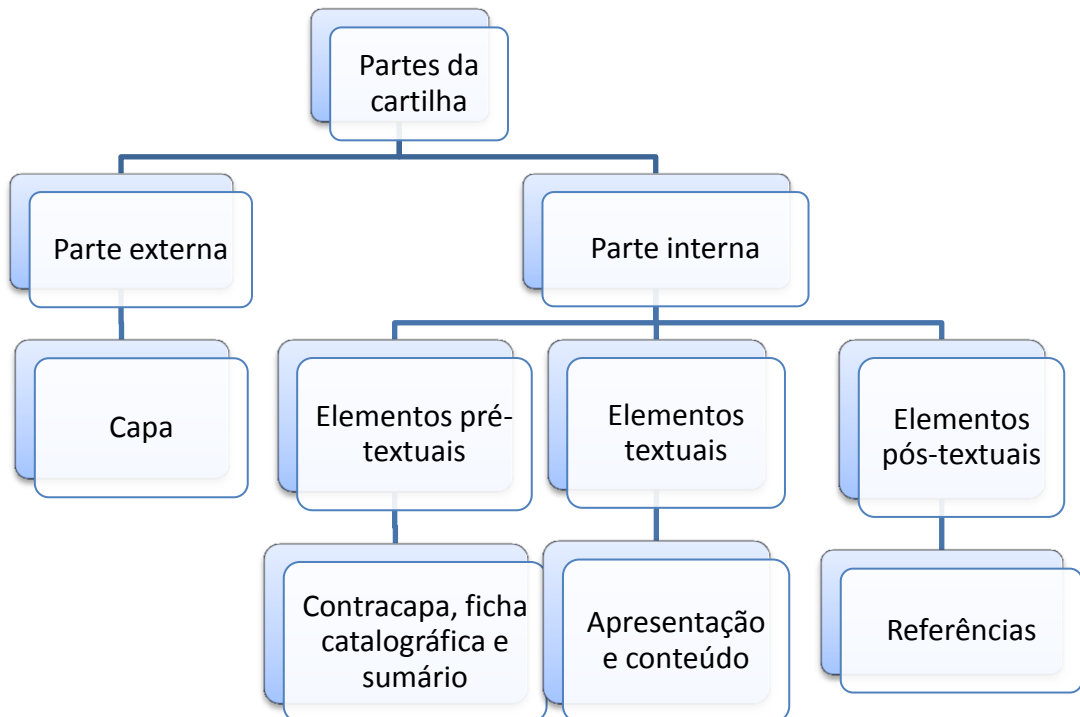 Partes da
cartilha
Parte externa
Parte interna
Capa
Elementos pré-
textuais
Elementos
textuais
Elementos
pós-textuais
Contracapa, ficha
catalográfica e
sumário
Apresentação
e conteúdo
Referências